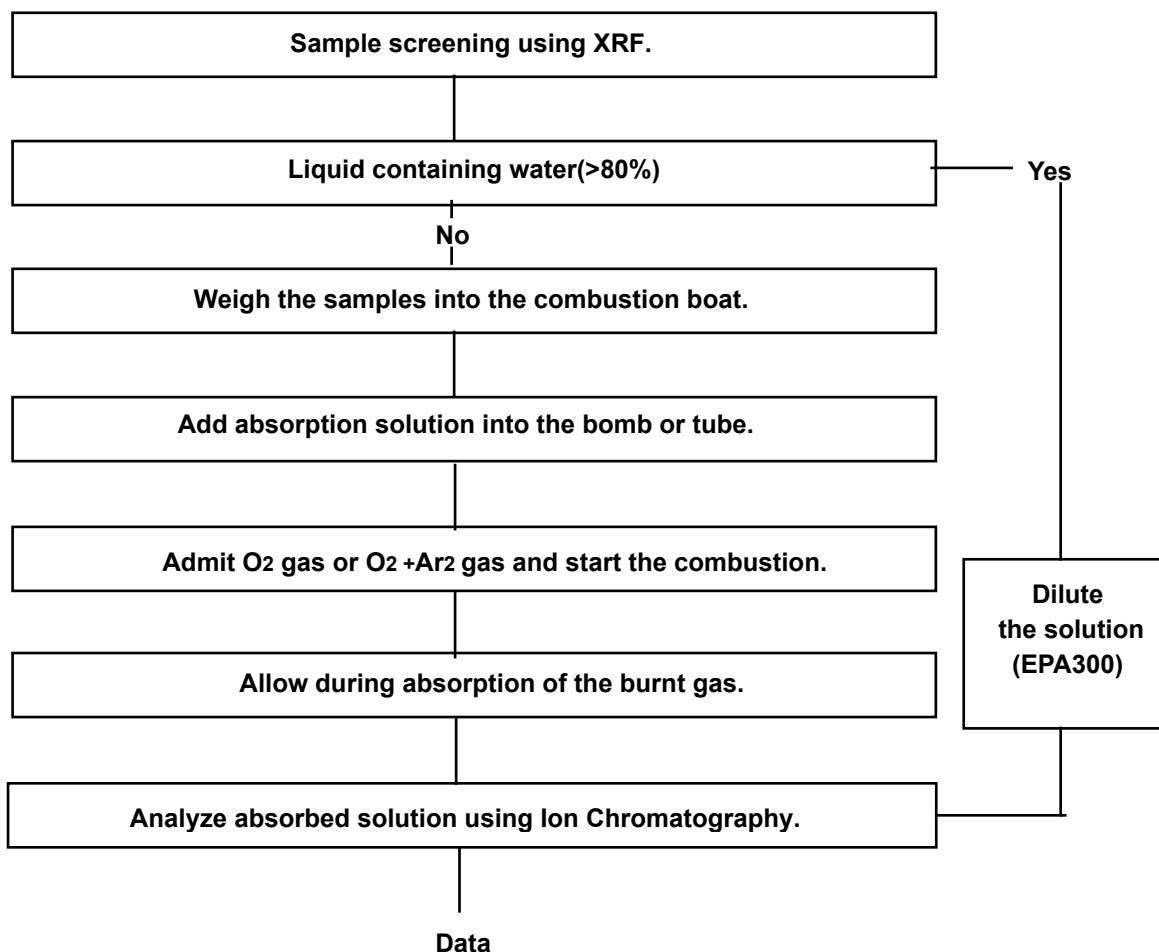 Sample screening using XRF.
Liquid containing water(>80%)
Yes
No
Weigh the samples into the combustion boat.
Add absorption solution into the bomb or tube.
Admit O2 gas or O2 +Ar2 gas and start the combustion.
Dilute
the solution
(EPA300)
Allow during absorption of the burnt gas.
Analyze absorbed solution using Ion Chromatography.
Data